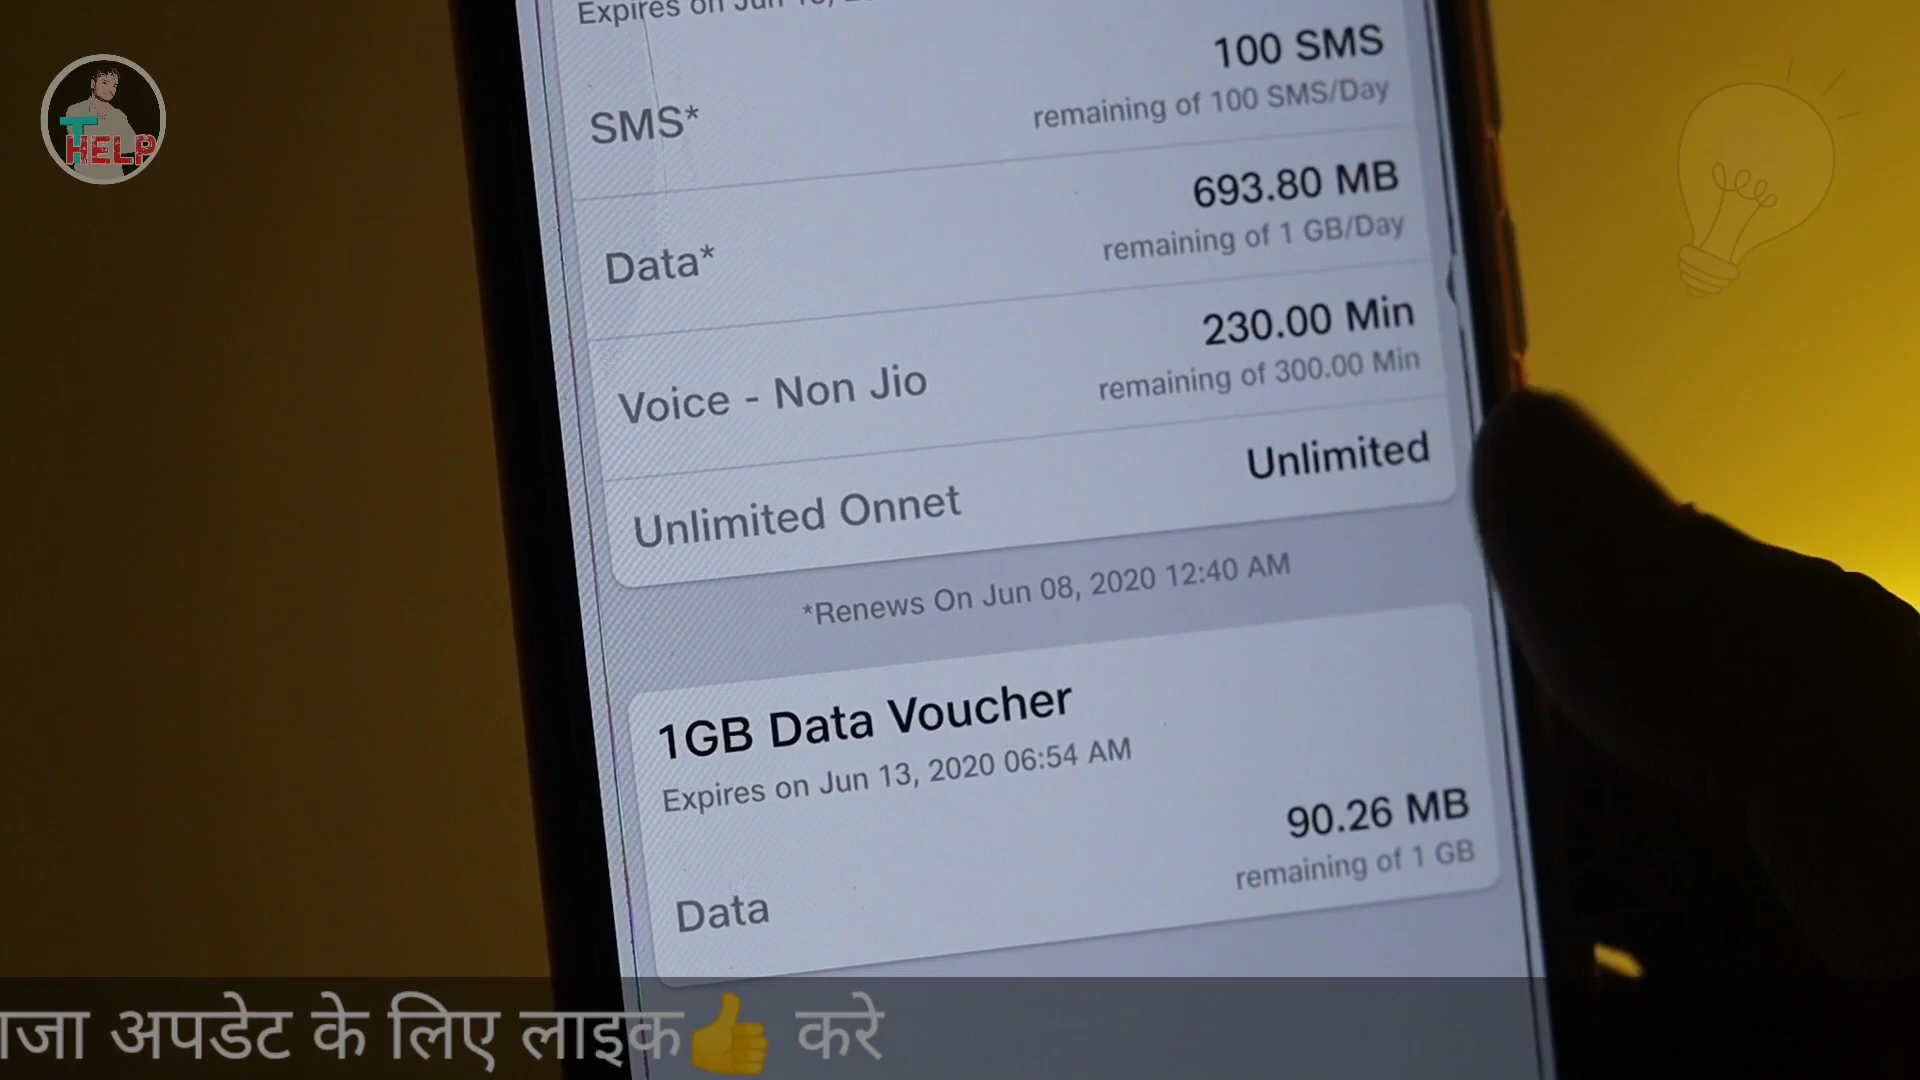 Expires on Jun
100 SMS
SMS*
remaining of 100 SMS/Day
693.80 MB
Data*
remaining of 1 GB/Day
230.00 Min
Voice - Non Jio
remaining of 300.00 Min
Unlimited
Unlimited Onnet
*Renews On Jun 08, 2020 12:40 AM
1GB Data Voucher
Expires on Jun 13, 2020 06:54 AM
90.26 MB
Data
remaining of 1 GB
T
HELP
अपडेट के लिए लाइक👍 करे